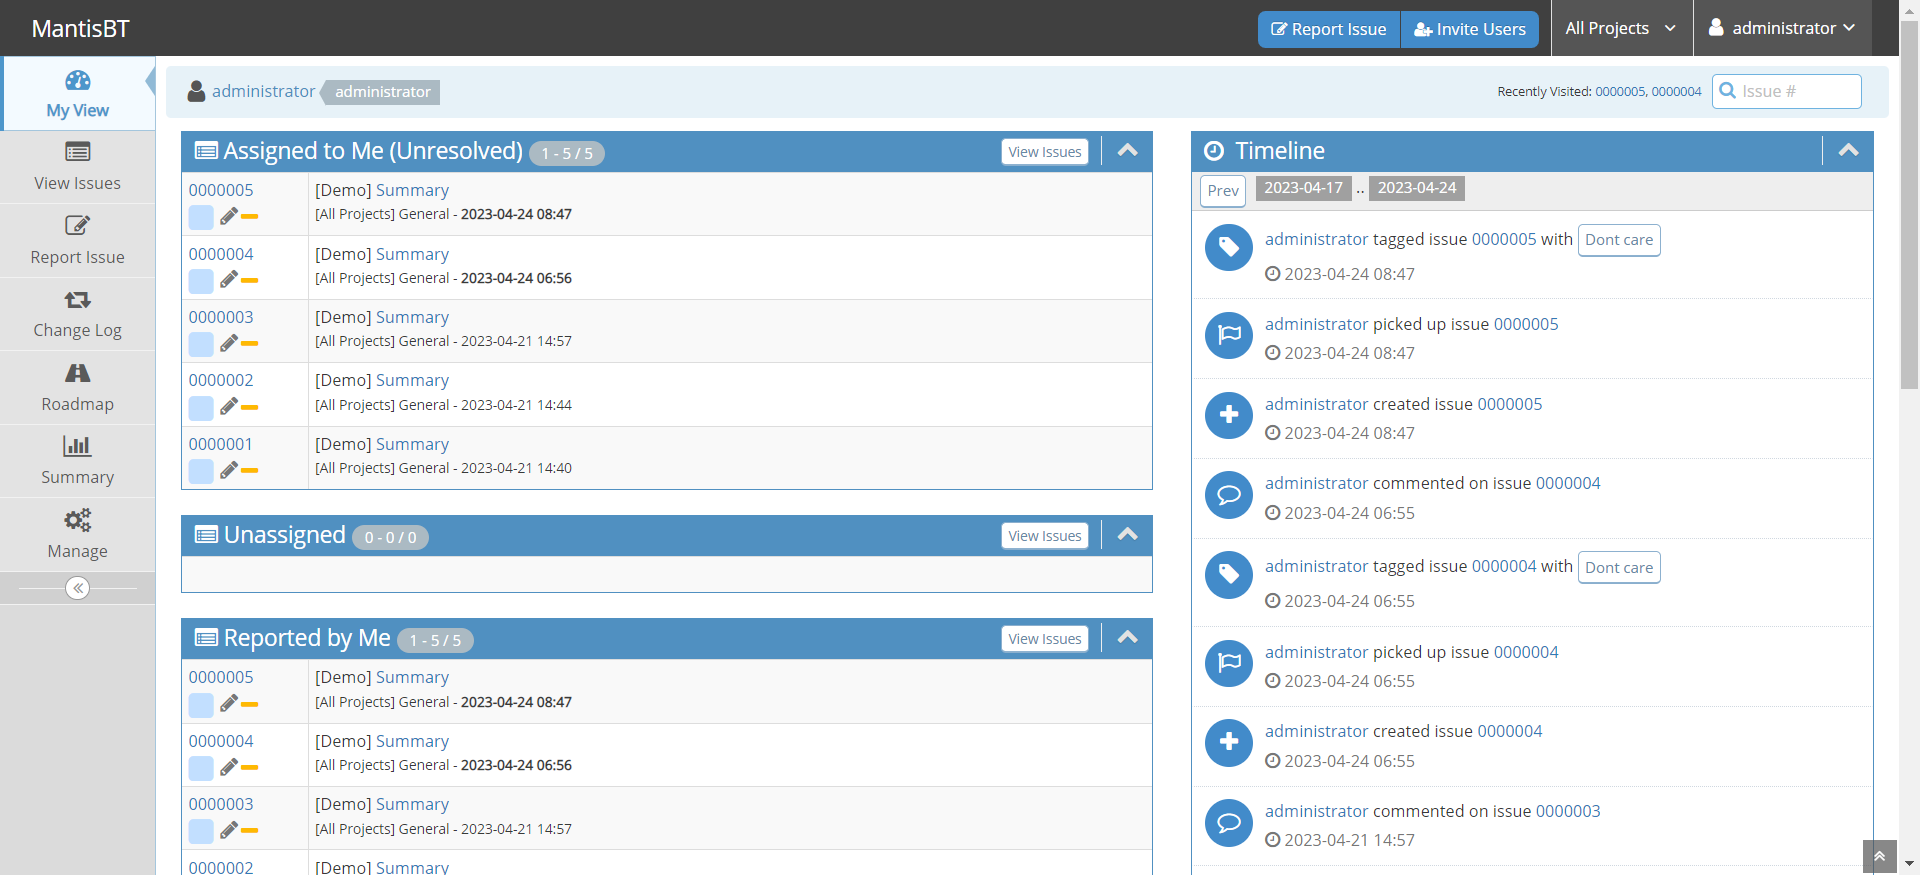 MantisBT
Report Issue
Invite Users
All Projects
administrator
My View
View Issues
Report Issue
Change Log
Roadmap
Summary
Manage
administrator administrator
Recently Visited: 0000005, 0000004
Issue #
Assigned to Me (Unresolved) 1 - 5 / 5
View Issues
0000005
[Demo] Summary
[All Projects] General - 2023-04-24 08:47
0000004
[Demo] Summary
[All Projects] General - 2023-04-24 06:56
0000003
[Demo] Summary
[All Projects] General - 2023-04-21 14:57
0000002
[Demo] Summary
[All Projects] General - 2023-04-21 14:44
0000001
[Demo] Summary
[All Projects] General - 2023-04-21 14:40
Unassigned 0 - 0 / 0
View Issues
Reported by Me 1 - 5 / 5
View Issues
0000005
[Demo] Summary
[All Projects] General - 2023-04-24 08:47
0000004
[Demo] Summary
[All Projects] General - 2023-04-24 06:56
0000003
[Demo] Summary
[All Projects] General - 2023-04-21 14:57
0000002
[Demo] Summary
Timeline
Prev 2023-04-17 .. 2023-04-24
administrator tagged issue 0000005 with Dont care
2023-04-24 08:47
administrator picked up issue 0000005
2023-04-24 08:47
administrator created issue 0000005
2023-04-24 08:47
administrator commented on issue 0000004
2023-04-24 06:55
administrator tagged issue 0000004 with Dont care
2023-04-24 06:55
administrator picked up issue 0000004
2023-04-24 06:55
administrator created issue 0000004
2023-04-24 06:55
administrator commented on issue 0000003
2023-04-21 14:57